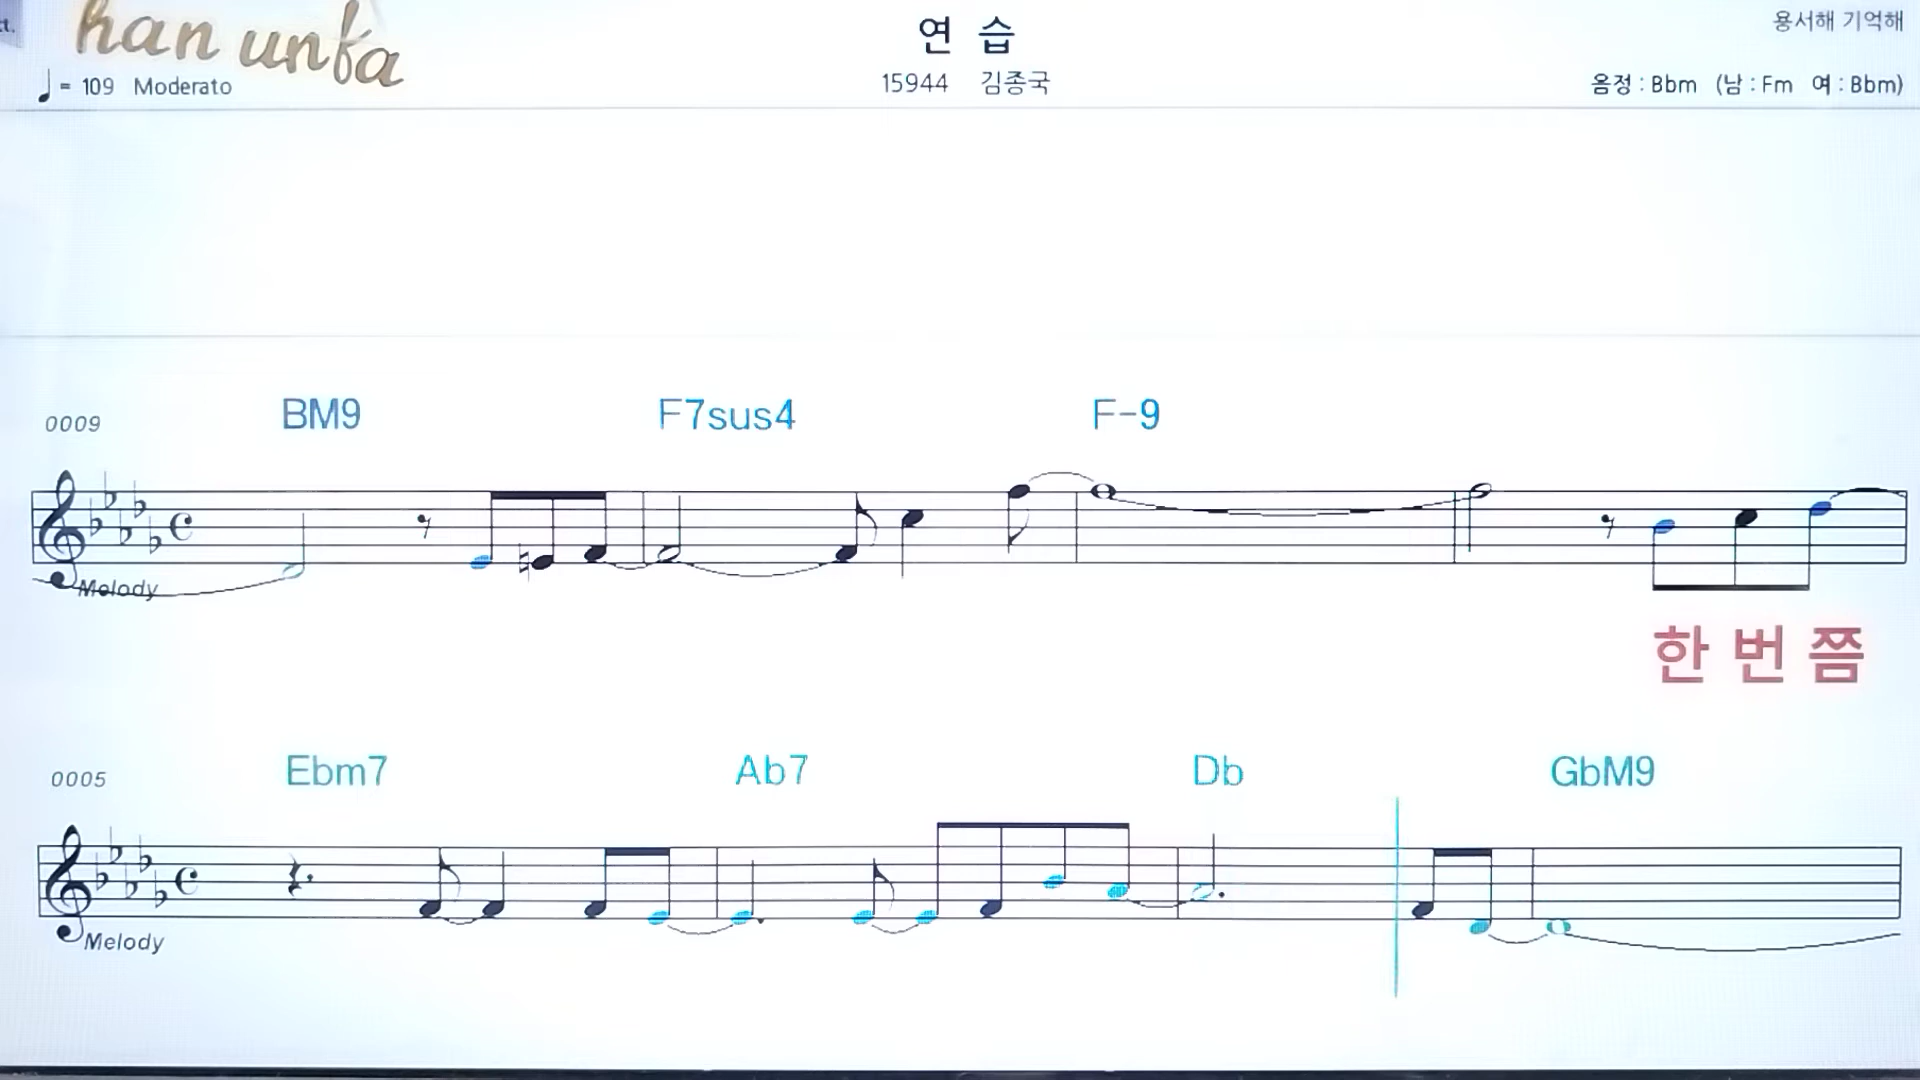 ct.
han unfa
연 습
용서해 기억해
= 109 Moderato
15944 김종국
음정 : Bbm (남 : Fm 여 : Bbm)
0009
BM9 F7sus4 F-9
Melody
한 번 쯤
0005
Ebm7 Ab7 Db GbM9
Melody